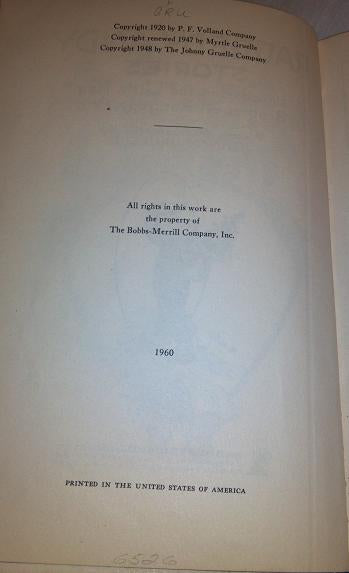 Copyright 1920 by P. F. Volland Company
Copyright renewed 1947 by Myrtle Gruelle
Copyright 1948 by The Johnny Gruelle Company
All rights in this work are
the property of
The Bobbs-Merrill Company, Inc.
1960
PRINTED IN THE UNITED STATES OF AMERICA
6526